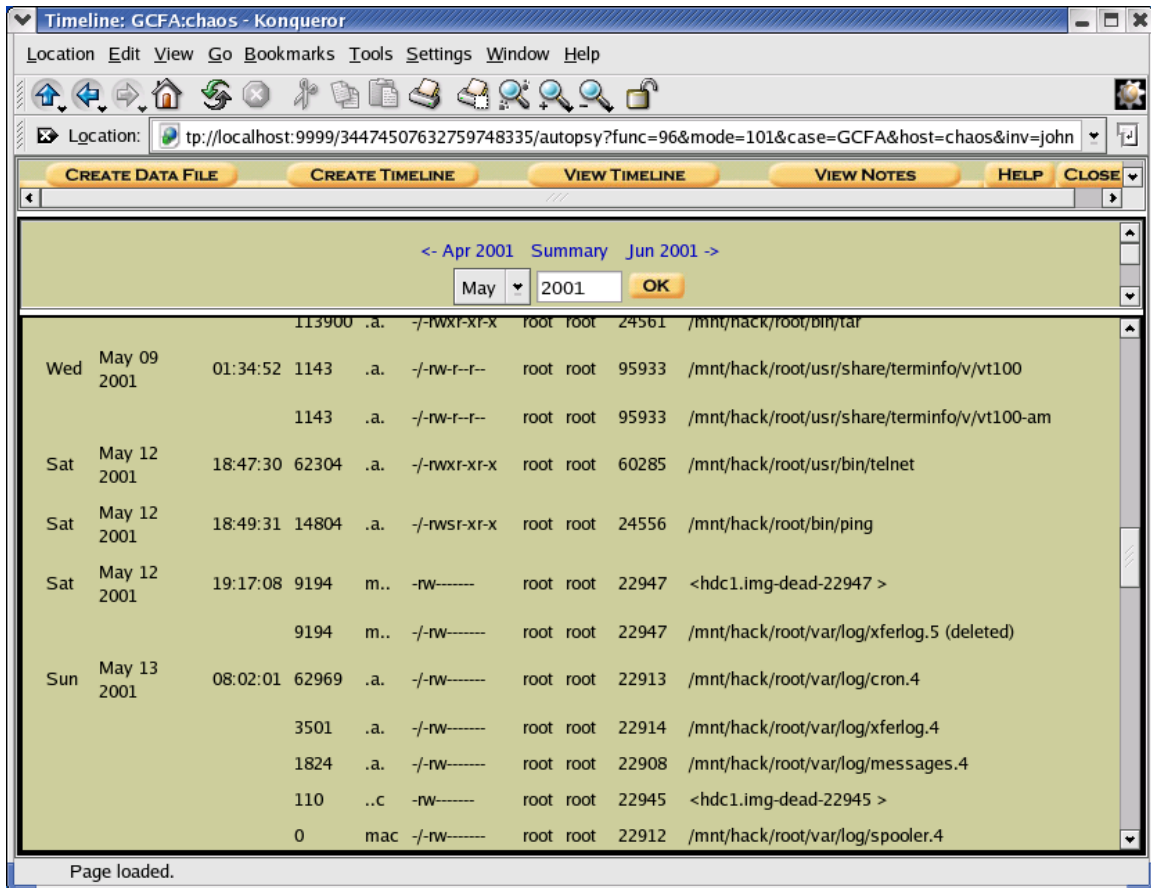 Timeline: GCFA:chaos - Konqueror
Location Edit View Go Bookmarks Tools Settings Window Help
Location: tp://localhost:9999/34474507632759748335/autopsy?func=96&mode=101&case=GCFA&host=chaos&inv=john
CREATE DATA FILE CREATE TIMELINE VIEW TIMELINE VIEW NOTES HELP CLOSE
<- Apr 2001 Summary Jun 2001 ->
May 2001 OK
113900 .a. -/-rwxr-xr-x root root 24561 /mnt/hack/root/bin/tar
Wed May 09 2001 01:34:52 1143 .a. -/-rw-r--r-- root root 95933 /mnt/hack/root/usr/share/terminfo/v/vt100
1143 .a. -/-rw-r--r-- root root 95933 /mnt/hack/root/usr/share/terminfo/v/vt100-am
Sat May 12 2001 18:47:30 62304 .a. -/-rwxr-xr-x root root 60285 /mnt/hack/root/usr/bin/telnet
Sat May 12 2001 18:49:31 14804 .a. -/-rwsr-xr-x root root 24556 /mnt/hack/root/bin/ping
Sat May 12 2001 19:17:08 9194 m.. -rw------- root root 22947 <hdc1.img-dead-22947 >
9194 m.. -/-rw------- root root 22947 /mnt/hack/root/var/log/xferlog.5 (deleted)
Sun May 13 2001 08:02:01 62969 .a. -/-rw------- root root 22913 /mnt/hack/root/var/log/cron.4
3501 .a. -/-rw------- root root 22914 /mnt/hack/root/var/log/xferlog.4
1824 .a. -/-rw------- root root 22908 /mnt/hack/root/var/log/messages.4
110 ..c -rw------- root root 22945 <hdc1.img-dead-22945 >
0 mac -/-rw------- root root 22912 /mnt/hack/root/var/log/spooler.4
Page loaded.